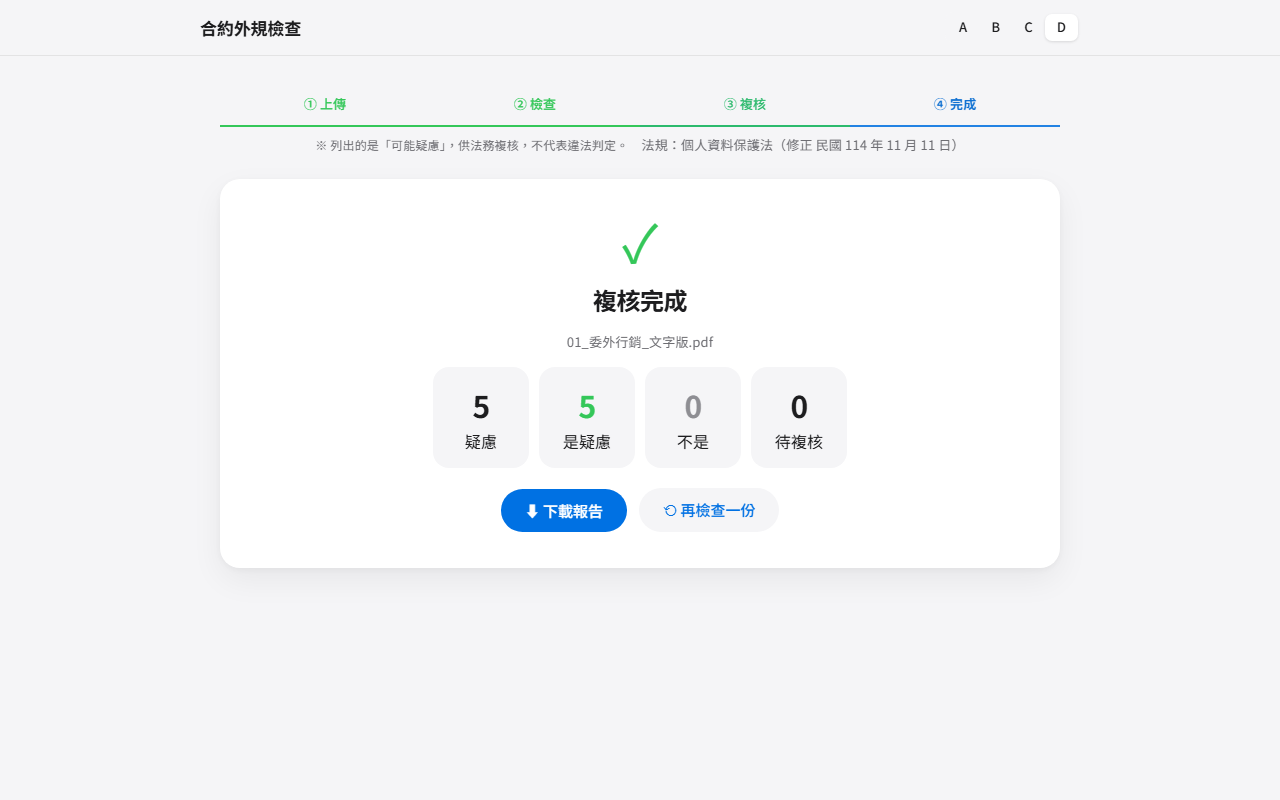 合約外規檢查
A B C D
① 上傳 ② 檢查 ③ 複核 ④ 完成
※ 列出的是「可能疑慮」，供法務複核，不代表違法判定。 法規：個人資料保護法（修正 民國 114 年 11 月 11 日）
✓
複核完成
01_委外行銷_文字版.pdf
5 5 0 0
疑慮 是疑慮 不是 待複核
⬇ 下載報告 ⟲ 再檢查一份